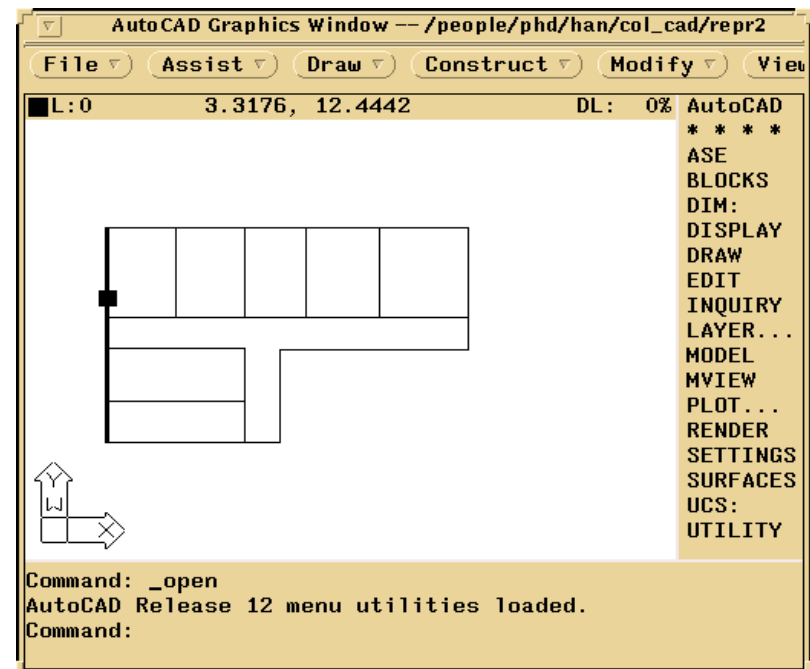 AutoCAD Graphics Window -- /people/phd/han/col_cad/repr2
File Assist Draw Construct Modify View
L:0 3.3176, 12.4442 DL: 0% AutoCAD
* * * *
ASE
BLOCKS
DIM:
DISPLAY
DRAW
EDIT
INQUIRY
LAYER...
MODEL
MVIEW
PLOT...
RENDER
SETTINGS
SURFACES
UCS:
UTILITY
Y
W
X
Command: _open
AutoCAD Release 12 menu utilities loaded.
Command: